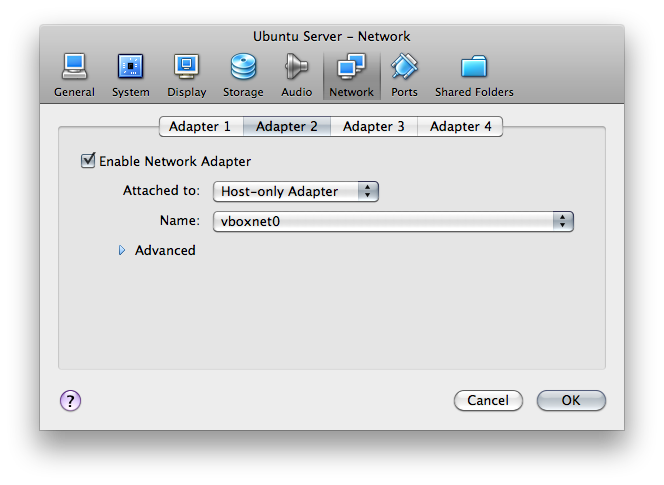 Ubuntu Server – Network
General System Display Storage Audio Network Ports Shared Folders
Adapter 1 Adapter 2 Adapter 3 Adapter 4
Enable Network Adapter
Attached to: Host-only Adapter
Name: vboxnet0
Advanced
? Cancel OK